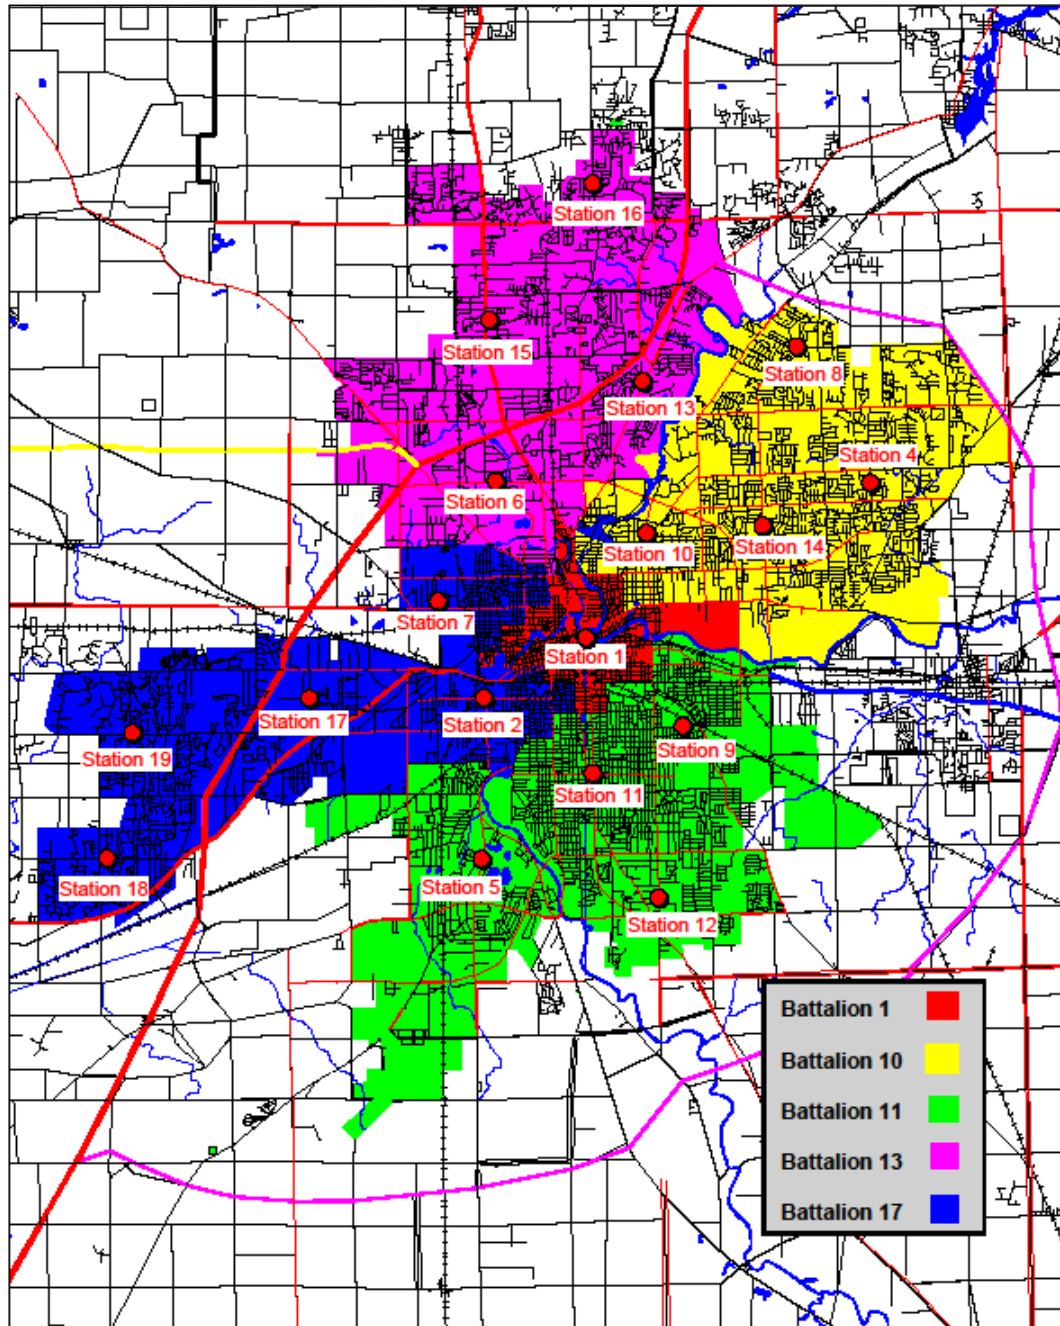 Station 16
Station 15
Station 8
Station 13
Station 4
Station 6
Station 10
Station 14
Station 7
Station 1
Station 17
Station 2
Station 9
Station 19
Station 11
Station 18
Station 5
Station 12
Battalion 1
Battalion 10
Battalion 11
Battalion 13
Battalion 17